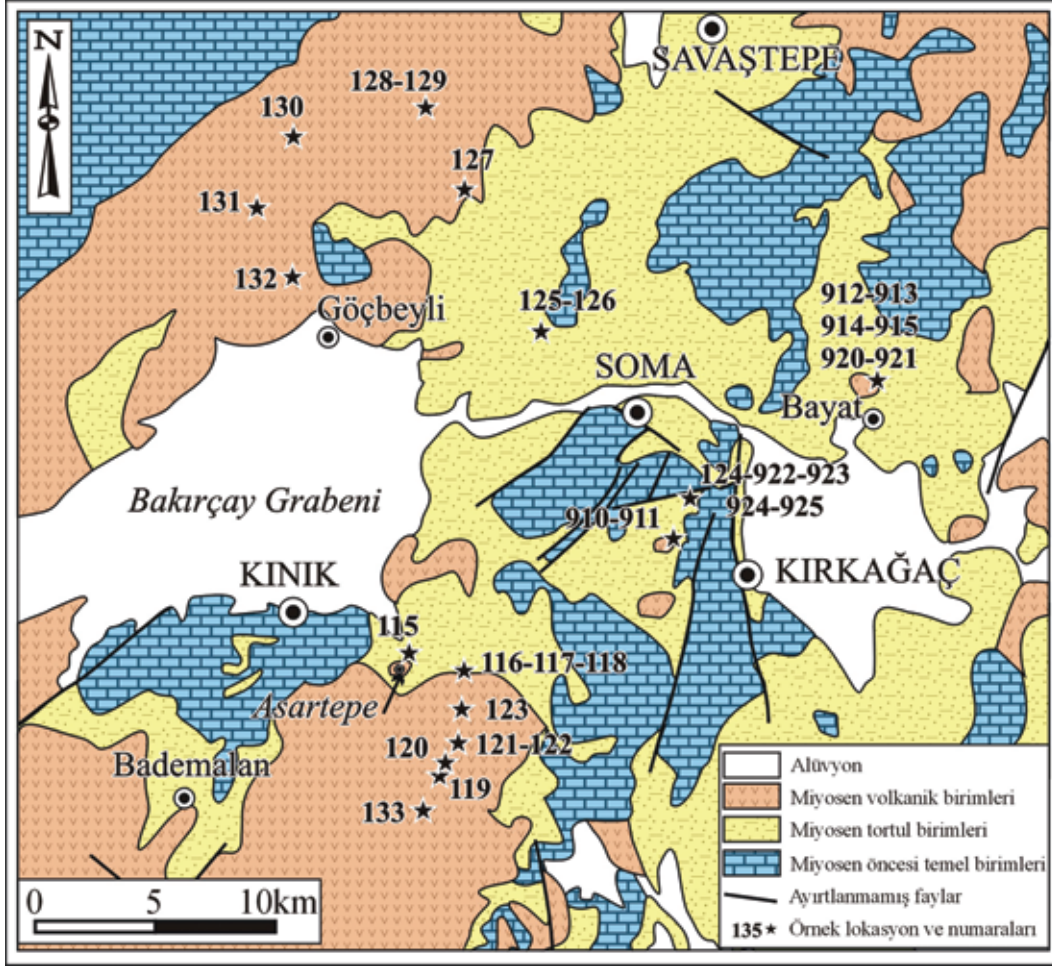 N
SAVAŞTEPE
128-129
130
127
131
132
Göçbeyli
125-126
912-913
914-915
920-921
SOMA
Bayat
124-922-923
924-925
910-911
Bakırçay Grabeni
KINIK
KIRKAĞAÇ
115
116-117-118
Asartepe
123
121-122
120
119
133
Bademalan
0 5 10km
Alüvyon
Miyosen volkanik birimleri
Miyosen tortul birimleri
Miyosen öncesi temel birimleri
Ayırtlanmamış faylar
135 Örnek lokasyon ve numaraları